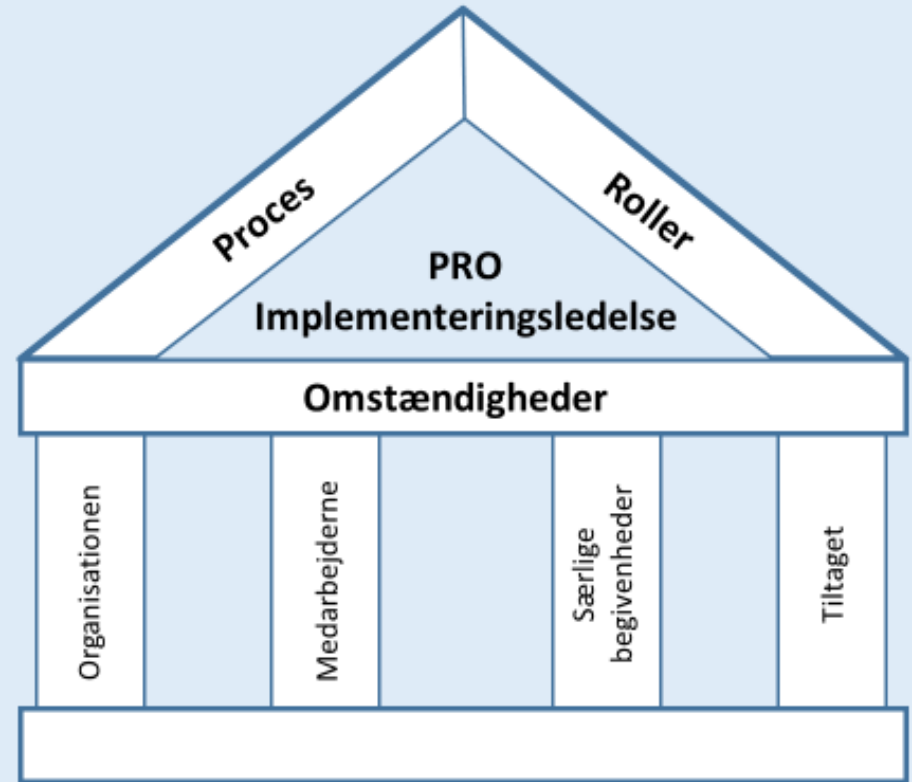 Proces
Roller
PRO
Implementeringsledelse
Omstændigheder
Organisationen
Medarbejderne
Særlige
begivenheder
Tiltaget